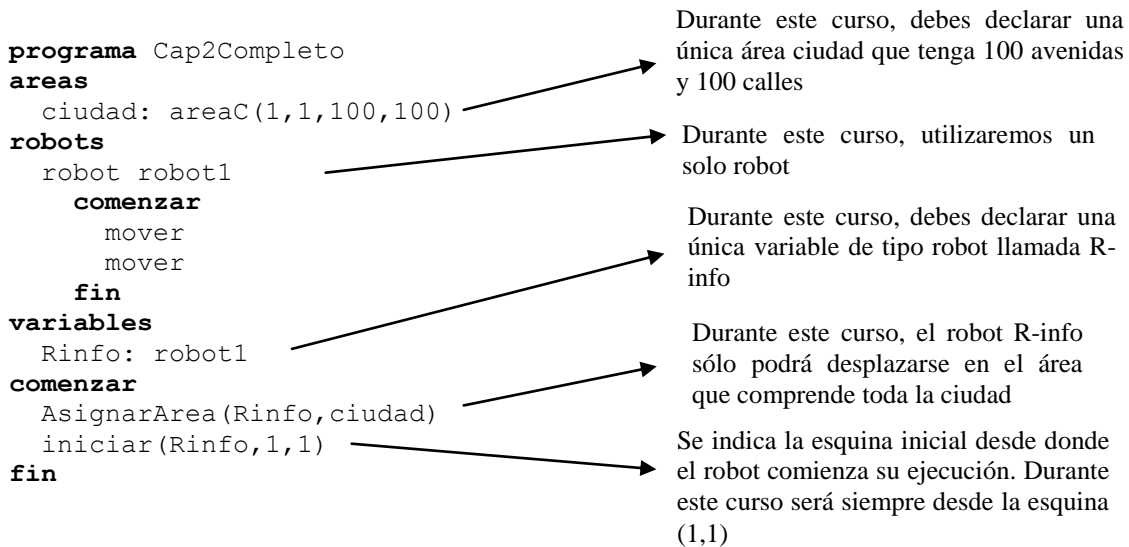 programa Cap2Completo
areas
ciudad: areaC(1,1,100,100)
robots
robot robot1
comenzar
mover
mover
fin
variables
Rinfo: robot1
comenzar
AsignarArea(Rinfo,ciudad)
iniciar(Rinfo,1,1)
fin
Durante este curso, debes declarar una
única área ciudad que tenga 100 avenidas
y 100 calles
Durante este curso, utilizaremos un
solo robot
Durante este curso, debes declarar una
única variable de tipo robot llamada R-
info
Durante este curso, el robot R-info
sólo podrá desplazarse en el área
que comprende toda la ciudad
Se indica la esquina inicial desde donde
el robot comienza su ejecución. Durante
este curso será siempre desde la esquina
(1,1)